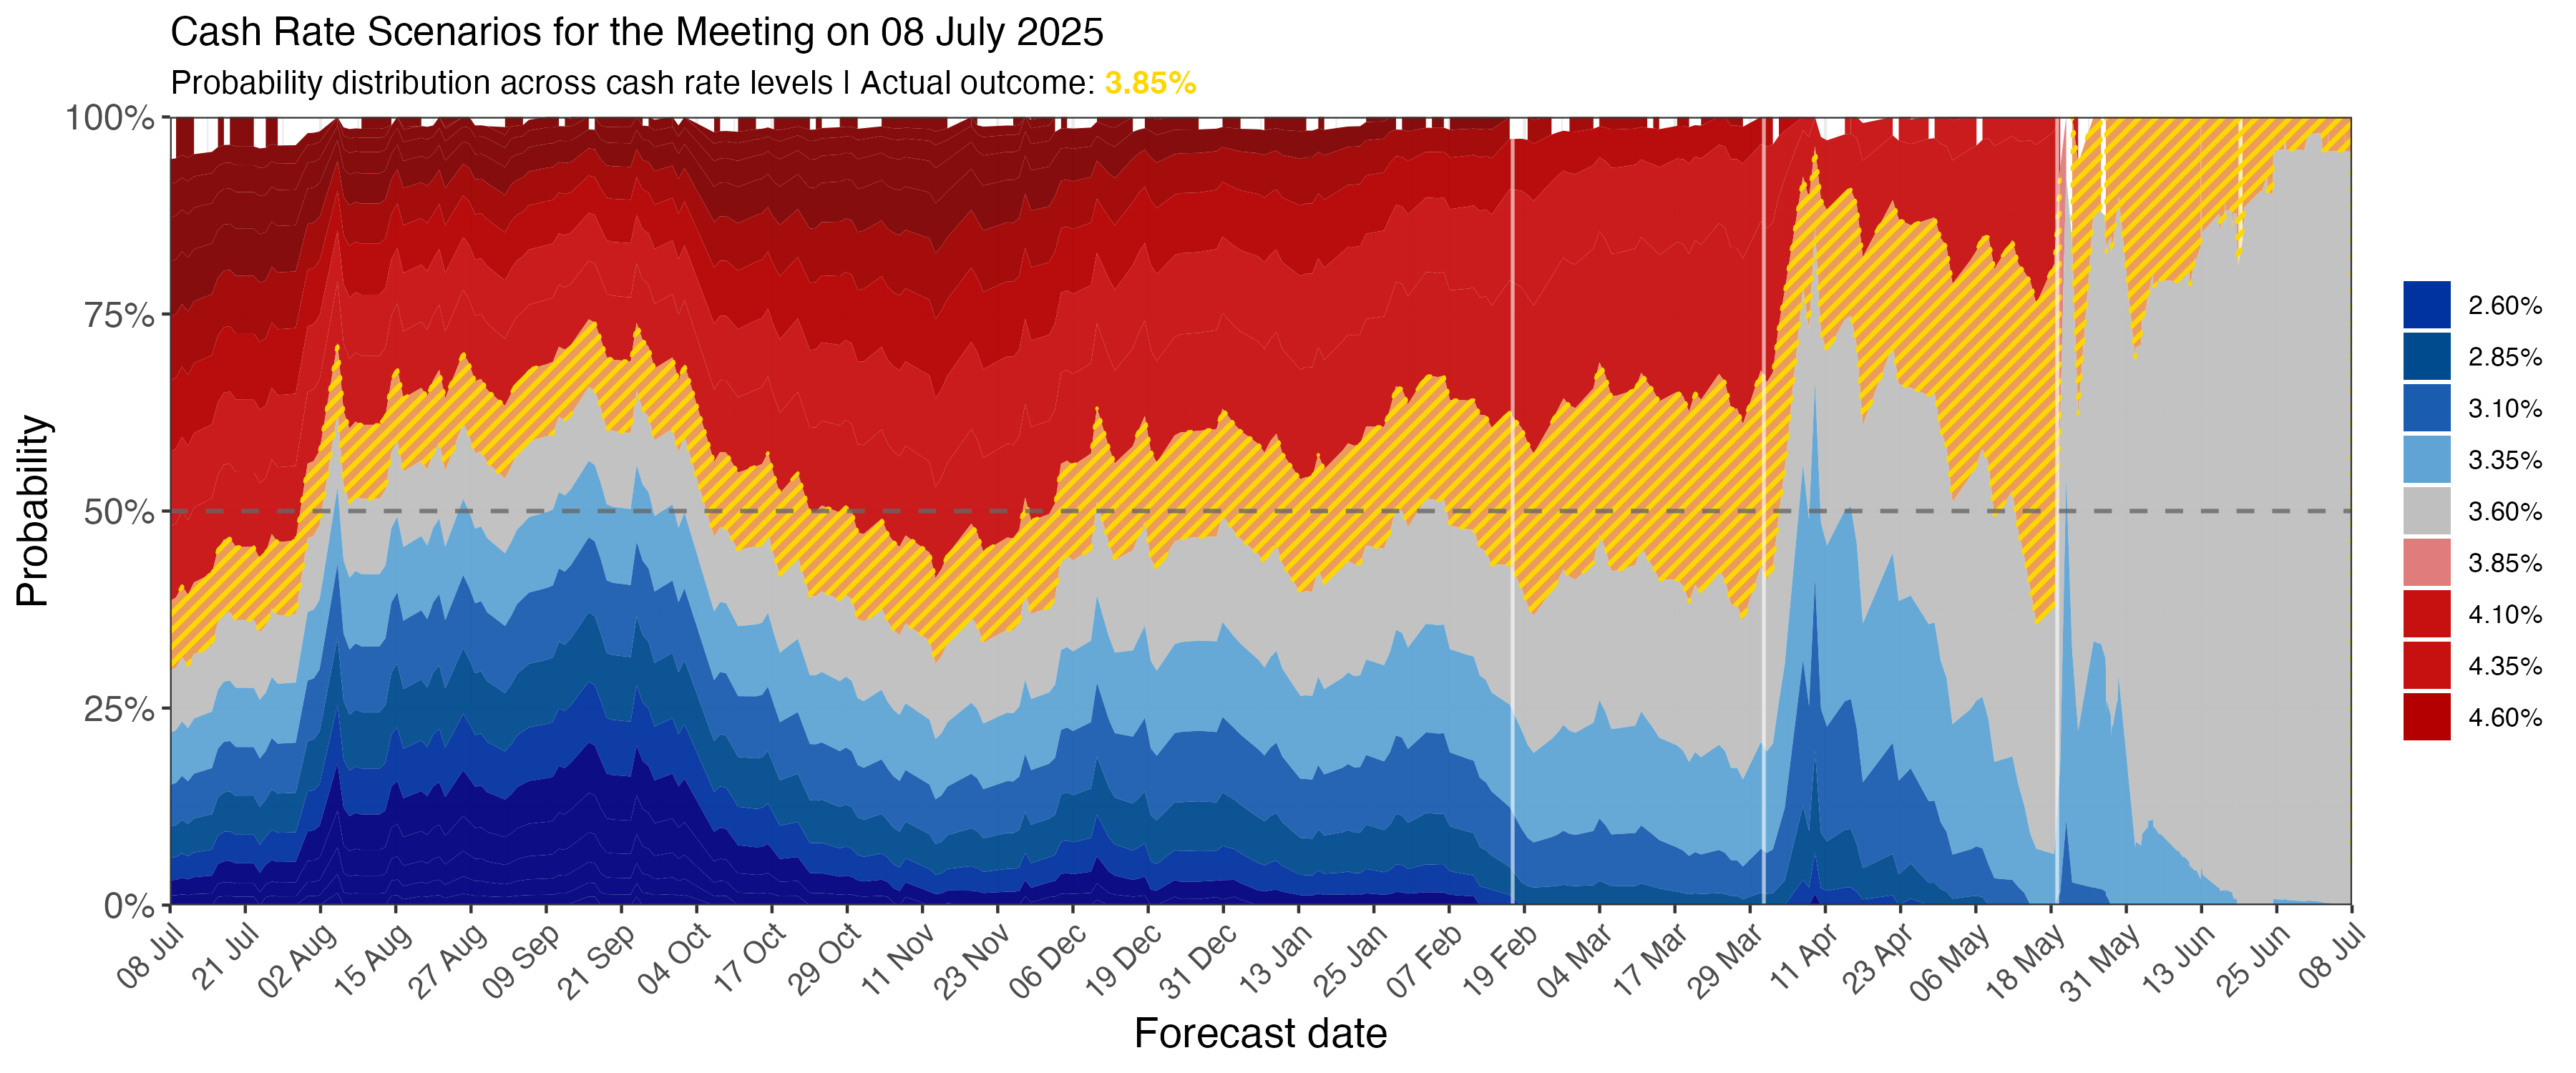 Cash Rate Scenarios for the Meeting on 08 July 2025
Probability distribution across cash rate levels | Actual outcome: 3.85%
100%
75%
50%
25%
0%
Probability
08 Jul
21 Jul
02 Aug
15 Aug
27 Aug
09 Sep
21 Sep
04 Oct
17 Oct
29 Oct
11 Nov
23 Nov
06 Dec
19 Dec
31 Dec
13 Jan
25 Jan
07 Feb
19 Feb
04 Mar
17 Mar
29 Mar
11 Apr
23 Apr
06 May
18 May
31 May
13 Jun
25 Jun
08 Jul
Forecast date
2.60%
2.85%
3.10%
3.35%
3.60%
3.85%
4.10%
4.35%
4.60%